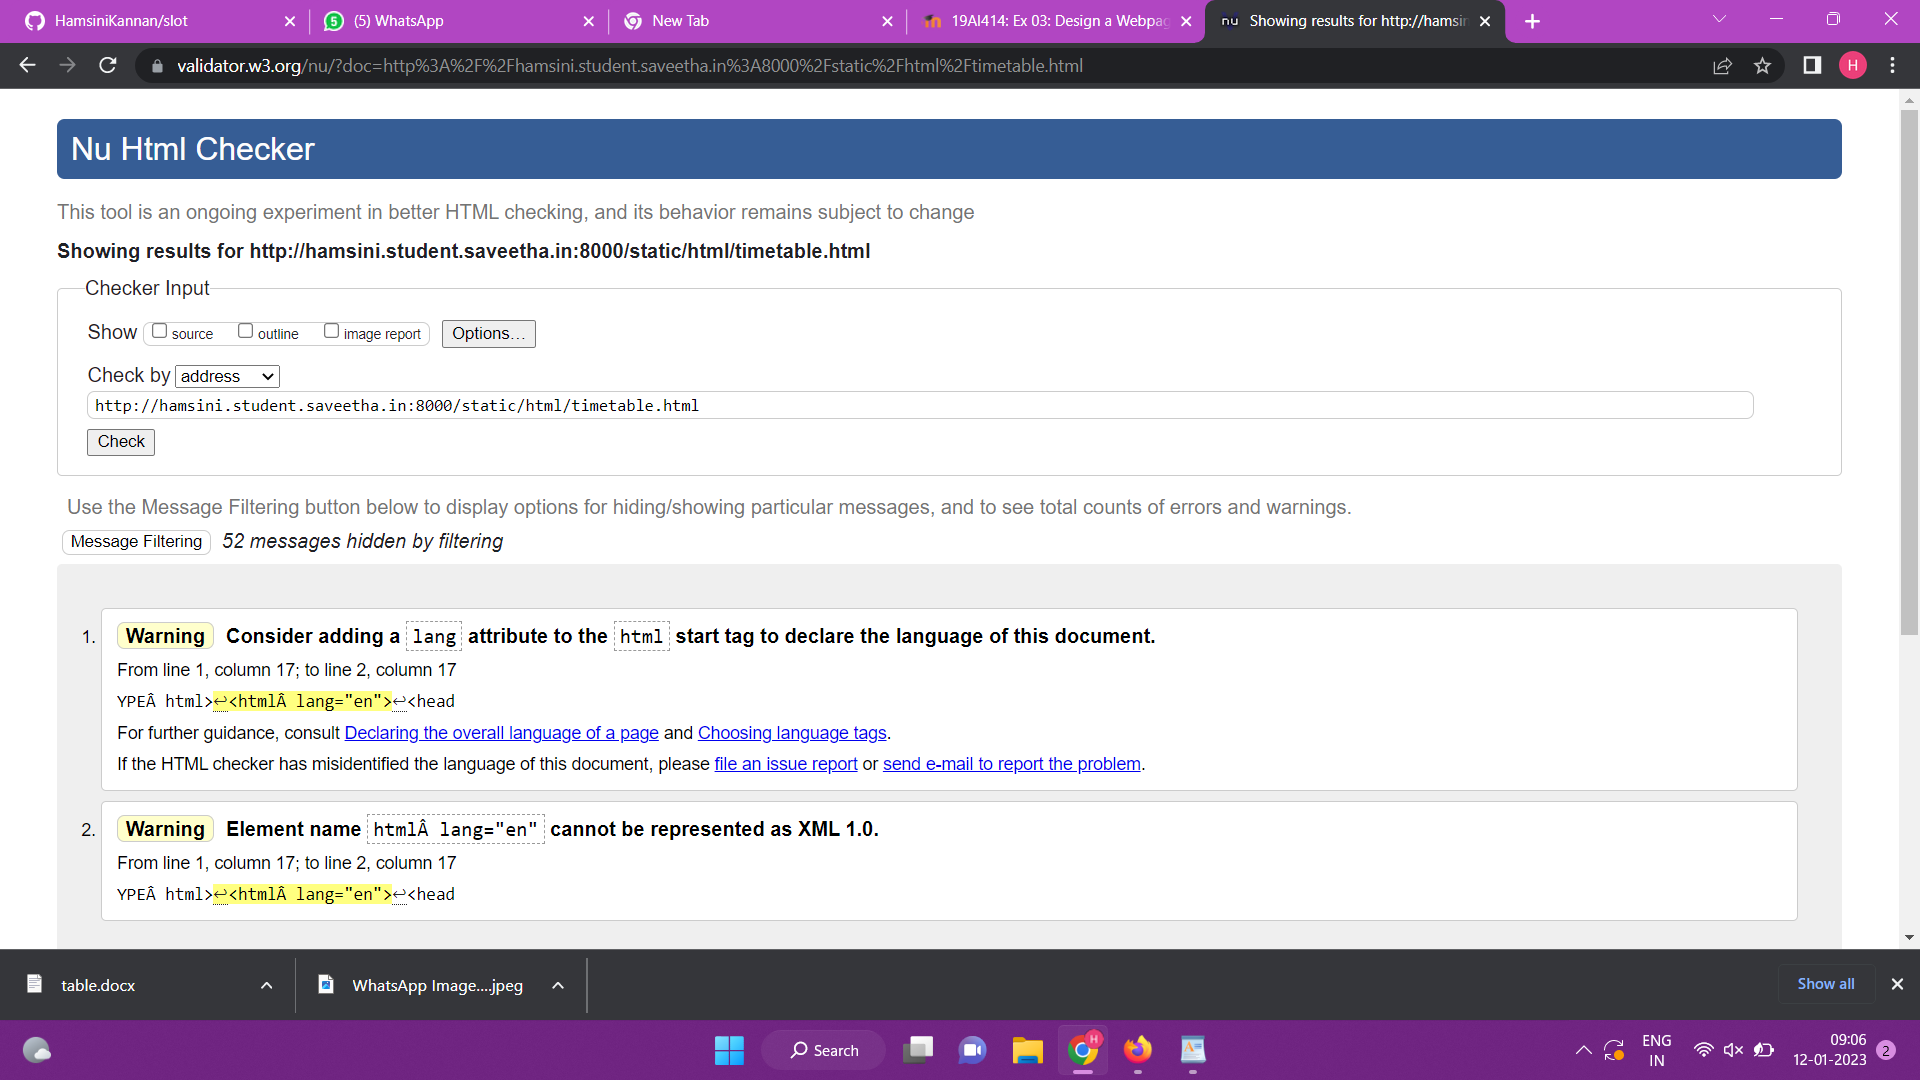 HamsiniKannan/slot
(5) WhatsApp
New Tab
19AI414: Ex 03: Design a Webpag
Showing results for http://hamsin
validator.w3.org/nu/?doc=http%3A%2F%2Fhamsini.student.saveetha.in%3A8000%2Fstatic%2Fhtml%2Ftimetable.html
H
Nu Html Checker
This tool is an ongoing experiment in better HTML checking, and its behavior remains subject to change
Showing results for http://hamsini.student.saveetha.in:8000/static/html/timetable.html
Checker Input
Show source outline image report Options...
Check by address
http://hamsini.student.saveetha.in:8000/static/html/timetable.html
Check
Use the Message Filtering button below to display options for hiding/showing particular messages, and to see total counts of errors and warnings.
Message Filtering 52 messages hidden by filtering
1. Warning Consider adding a lang attribute to the html start tag to declare the language of this document.
From line 1, column 17; to line 2, column 17
YPEÂ html>↩<htmlÂ lang="en">↩<head
For further guidance, consult Declaring the overall language of a page and Choosing language tags.
If the HTML checker has misidentified the language of this document, please file an issue report or send e-mail to report the problem.
2. Warning Element name htmlÂ lang="en" cannot be represented as XML 1.0.
From line 1, column 17; to line 2, column 17
YPEÂ html>↩<htmlÂ lang="en">↩<head
table.docx
WhatsApp Image....jpeg
Show all
Search
ENG
IN
09:06
12-01-2023
2